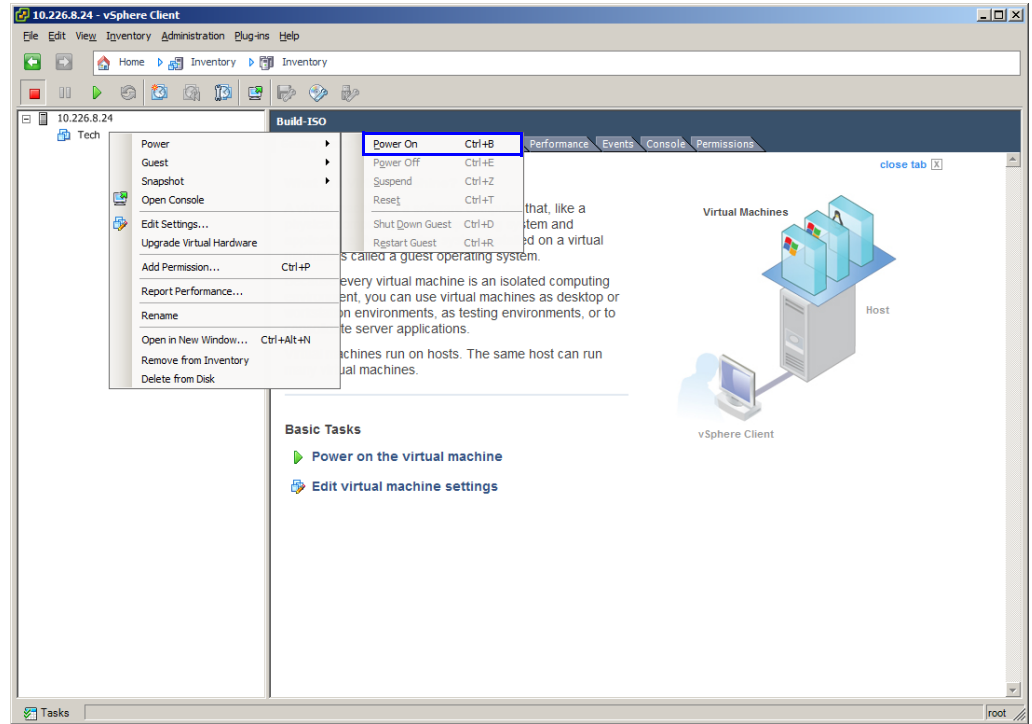 10.226.8.24 - vSphere Client
File Edit View Inventory Administration Plug-ins Help
Home Inventory Inventory
10.226.8.24
Tech
Build-ISO
Performance Events Console Permissions
close tab X
Power
Guest
Snapshot
Open Console
Edit Settings...
Upgrade Virtual Hardware
Add Permission... Ctrl+P
Report Performance...
Rename
Open in New Window... Ctrl+Alt+N
Remove from Inventory
Delete from Disk
Power On Ctrl+B
Power Off Ctrl+E
Suspend Ctrl+Z
Reset Ctrl+T
Shut Down Guest Ctrl+D
Restart Guest Ctrl+R
that, like a
stem and
ed on a virtual
s called a guest operating system.
every virtual machine is an isolated computing
ent, you can use virtual machines as desktop or
on environments, as testing environments, or to
te server applications.
achines run on hosts. The same host can run
ual machines.
Virtual Machines
Host
vSphere Client
Basic Tasks
Power on the virtual machine
Edit virtual machine settings
Tasks
root